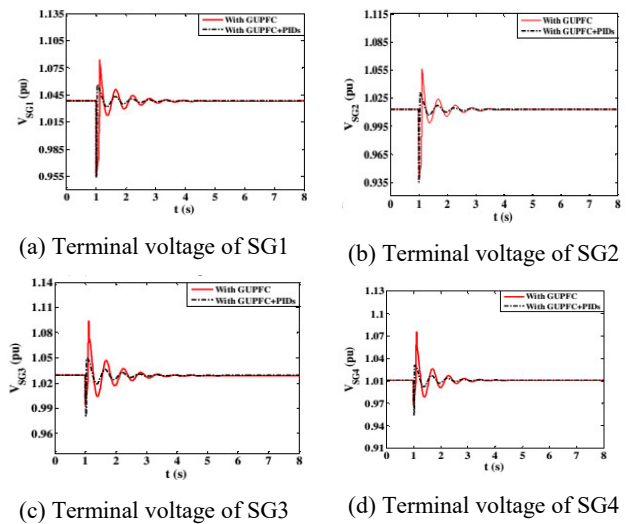 1.135
1.105
1.075
1.045
1.015
0.985
0.955
V_SG1 (pu)
With GUPFC
With GUPFC+PIDs
0 1 2 3 4 5 6 7 8
t (s)
(a) Terminal voltage of SG1
1.115
1.085
1.055
1.025
0.995
0.965
0.935
V_SG2 (pu)
With GUPFC
With GUPFC+PIDs
0 1 2 3 4 5 6 7 8
t (s)
(b) Terminal voltage of SG2
1.14
1.11
1.08
1.05
1.02
0.99
0.96
V_SG3 (pu)
With GUPFC
With GUPFC+PIDs
0 1 2 3 4 5 6 7 8
t (s)
(c) Terminal voltage of SG3
1.13
1.1
1.07
1.04
1.01
0.97
0.94
0.91
V_SG4 (pu)
With GUPFC
With GUPFC+PIDs
0 1 2 3 4 5 6 7 8
t (s)
(d) Terminal voltage of SG4